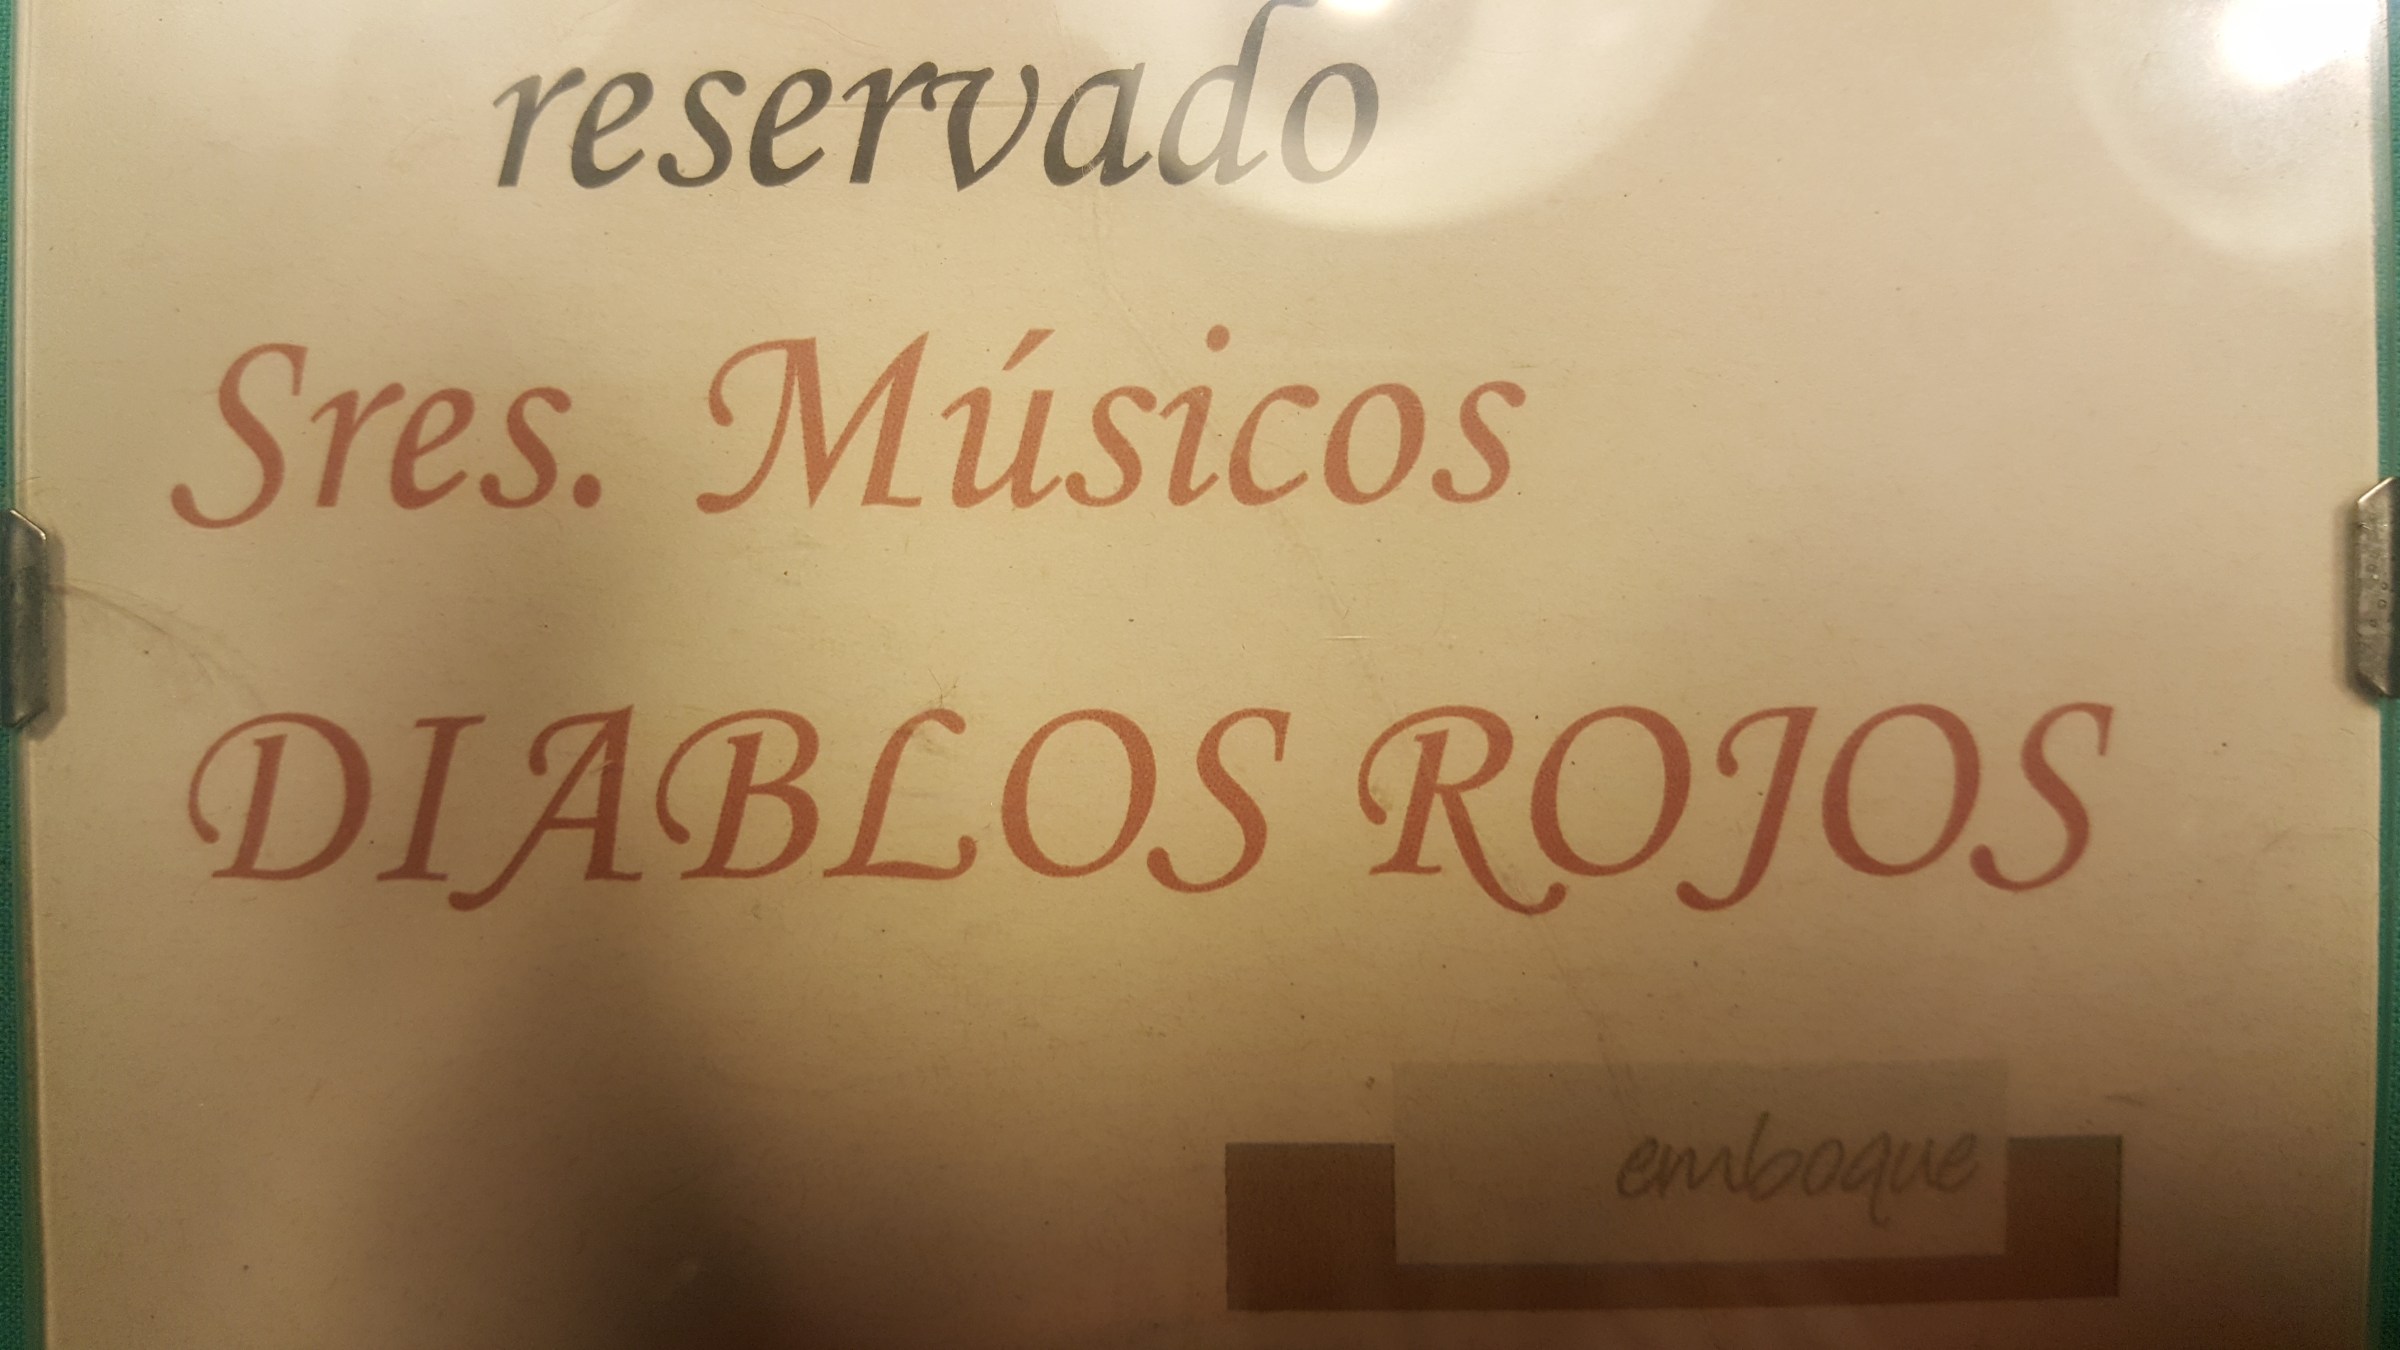 reservado
Sres. Músicos
DIABLOS ROJOS
emboque